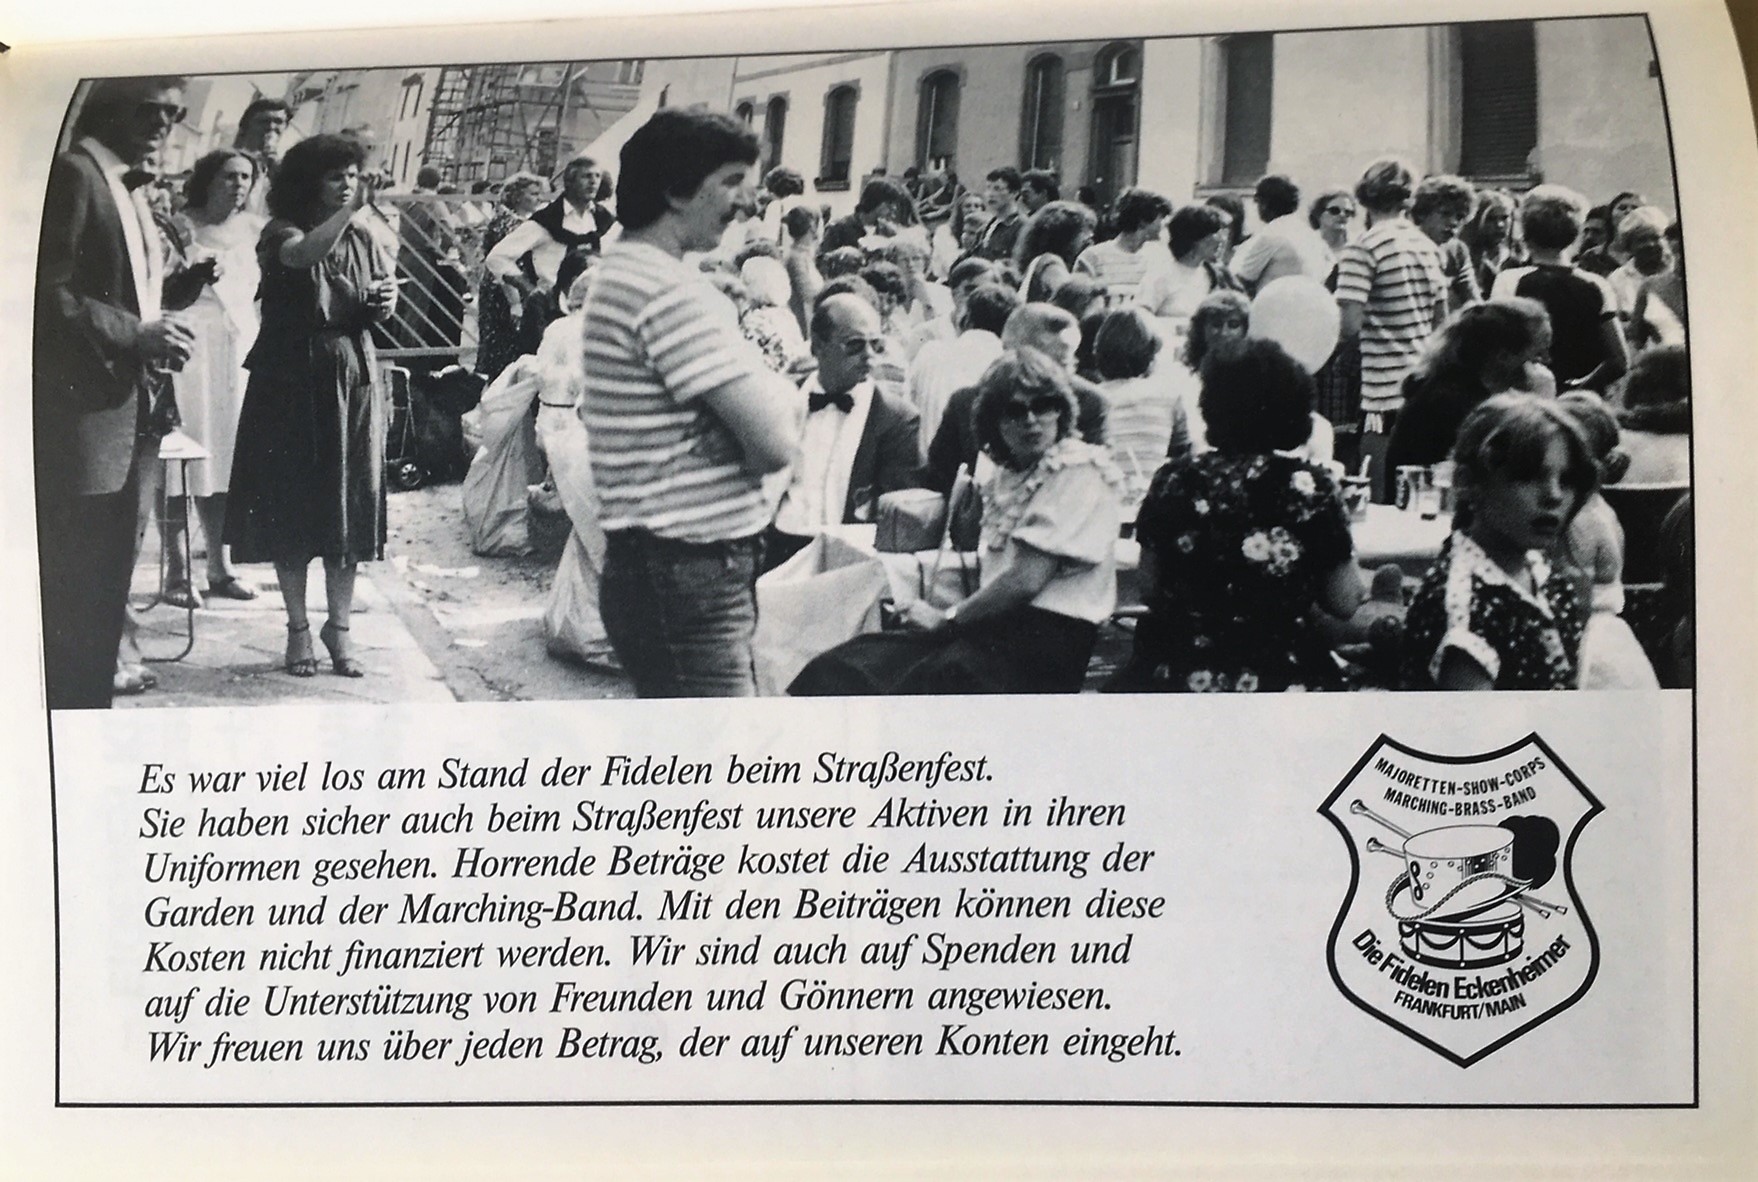 Es war viel los am Stand der Fidelen beim Straßenfest.
Sie haben sicher auch beim Straßenfest unsere Aktiven in ihren
Uniformen gesehen. Horrende Beträge kostet die Ausstattung der
Garden und der Marching-Band. Mit den Beiträgen können diese
Kosten nicht finanziert werden. Wir sind auch auf Spenden und
auf die Unterstützung von Freunden und Gönnern angewiesen.
Wir freuen uns über jeden Betrag, der auf unseren Konten eingeht.
MAJORETTEN-SHOW-CORPS
MARCHING-BRASS-BAND
Die Fidelen Eckenheimer
FRANKFURT/MAIN